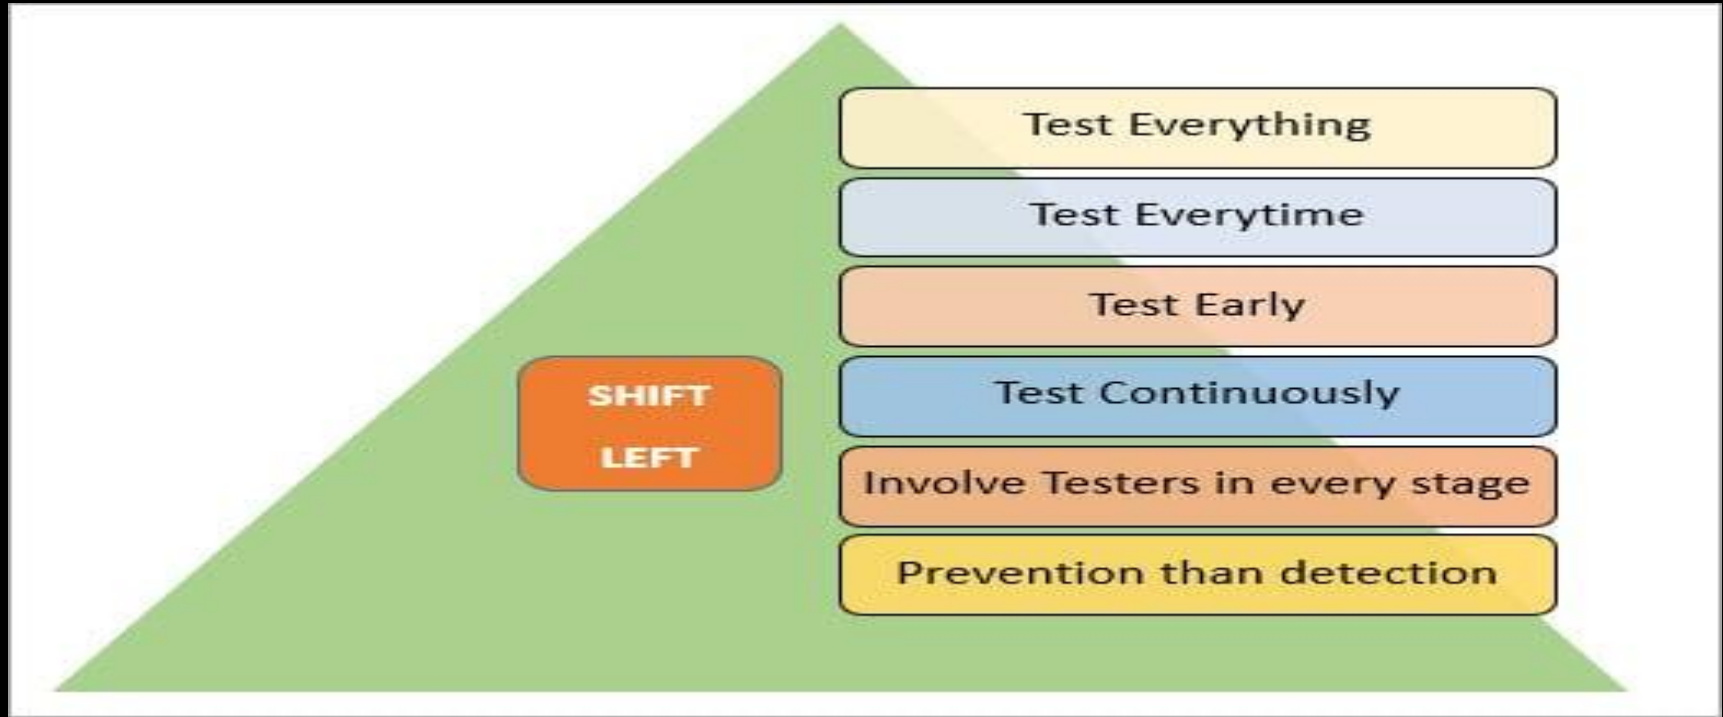 Test Everything
Test Everytime
Test Early
SHIFT
LEFT
Test Continuously
Involve Testers in every stage
Prevention than detection